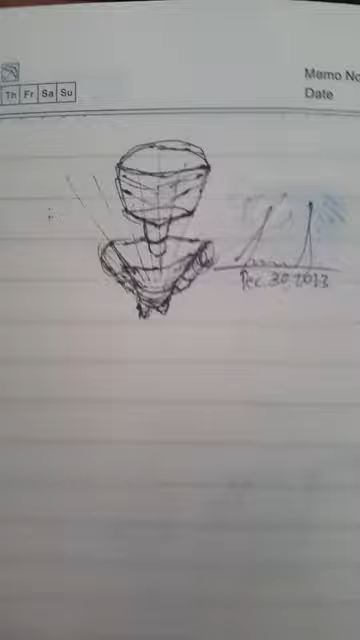 Memo No
Th Fr Sa Su
Date
Dec. 30, 2013